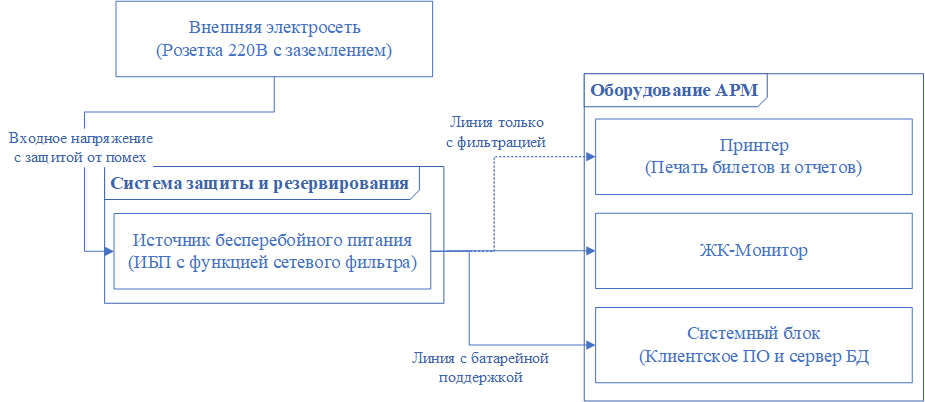 Внешняя электросеть
(Розетка 220В с заземлением)
Входное напряжение
с защитой от помех
Система защиты и резервирования
Источник бесперебойного питания
(ИБП с функцией сетевого фильтра)
Линия только
с фильтрацией
Линия с батарейной
поддержкой
Оборудование АРМ
Принтер
(Печать билетов и отчетов)
ЖК-Монитор
Системный блок
(Клиентское ПО и сервер БД